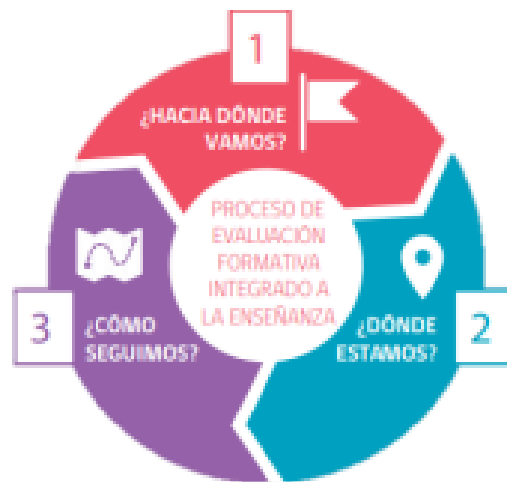 1
¿HACIA DÓNDE
VAMOS?
PROCESO DE
EVALUACIÓN
FORMATIVA
INTEGRADO A
LA ENSEÑANZA
2
¿DÓNDE
ESTAMOS?
3
¿CÓMO
SEGUIMOS?